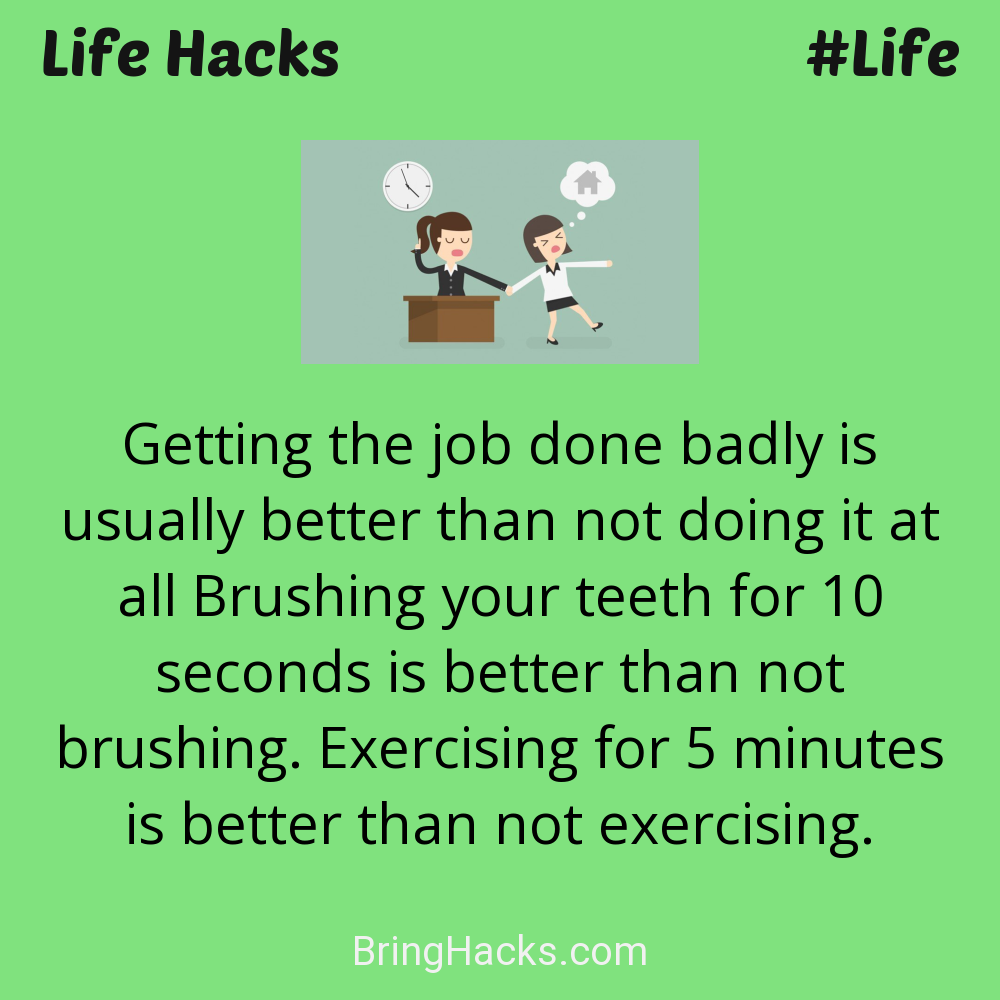 Life Hacks
#Life
Getting the job done badly is
usually better than not doing it at
all Brushing your teeth for 10
seconds is better than not
brushing. Exercising for 5 minutes
is better than not exercising.
BringHacks.com